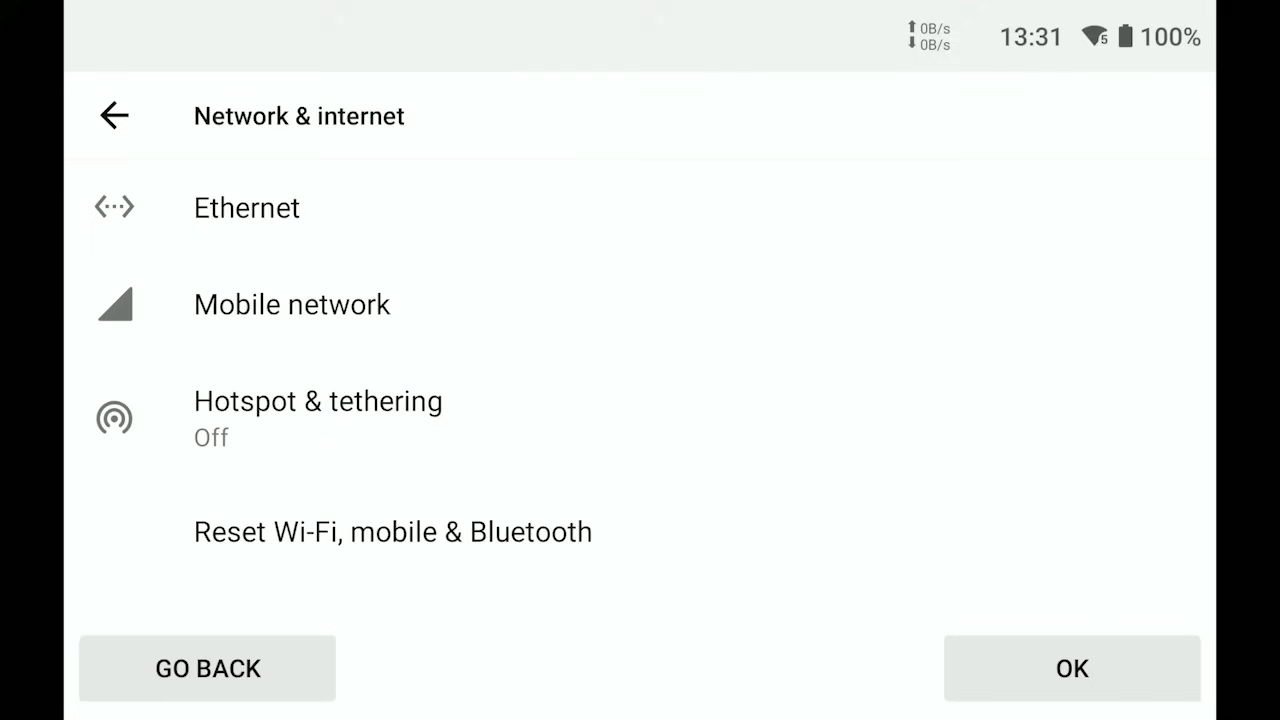 0B/s
0B/s
13:31
5
100%
Network & internet
Ethernet
Mobile network
Hotspot & tethering
Off
Reset Wi-Fi, mobile & Bluetooth
GO BACK
OK